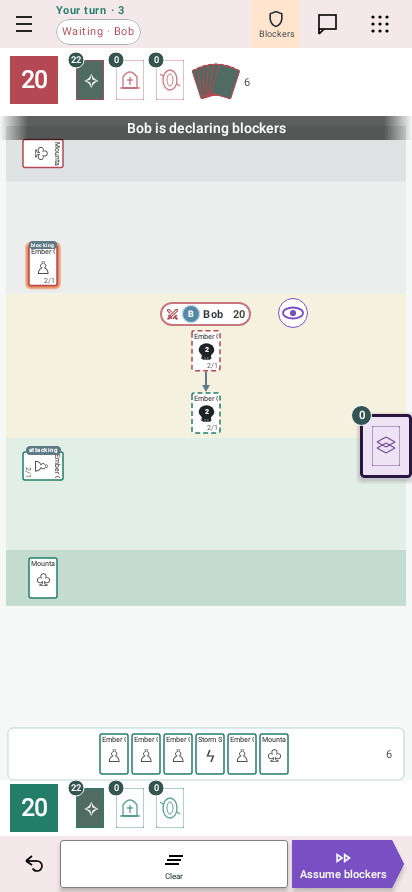 Your turn · 3
Waiting · Bob
Blockers
20
22
0
0
6
Bob is declaring blockers
Mounta
blocking
Ember (
2/1
B Bob 20
Ember (
2
2/1
Ember (
2
2/1
0
attacking
Ember (
2/1
Mounta
Ember (
Ember (
Ember (
Storm S
Ember (
Mounta
6
20
22
0
0
Clear
Assume blockers